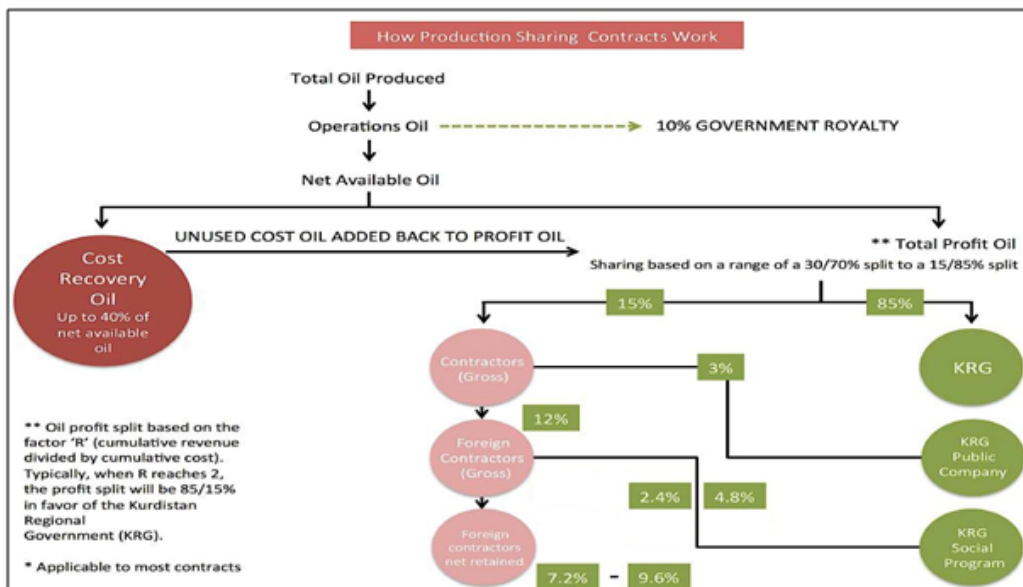 How Production Sharing Contracts Work
Total Oil Produced
Operations Oil
10% GOVERNMENT ROYALTY
Net Available Oil
Cost
Recovery
Oil
Up to 40% of
net available
oil
UNUSED COST OIL ADDED BACK TO PROFIT OIL
** Total Profit Oil
Sharing based on a range of a 30/70% split to a 15/85% split
15%
85%
Contractors
(Gross)
3%
KRG
12%
Foreign
Contractors
(Gross)
KRG
Public
Company
2.4%
4.8%
Foreign
contractors
net retained
KRG
Social
Program
7.2% - 9.6%
** Oil profit split based on the
factor ‘R’ (cumulative revenue
divided by cumulative cost).
Typically, when R reaches 2,
the profit split will be 85/15%
in favor of the Kurdistan
Regional
Government (KRG).
* Applicable to most contracts